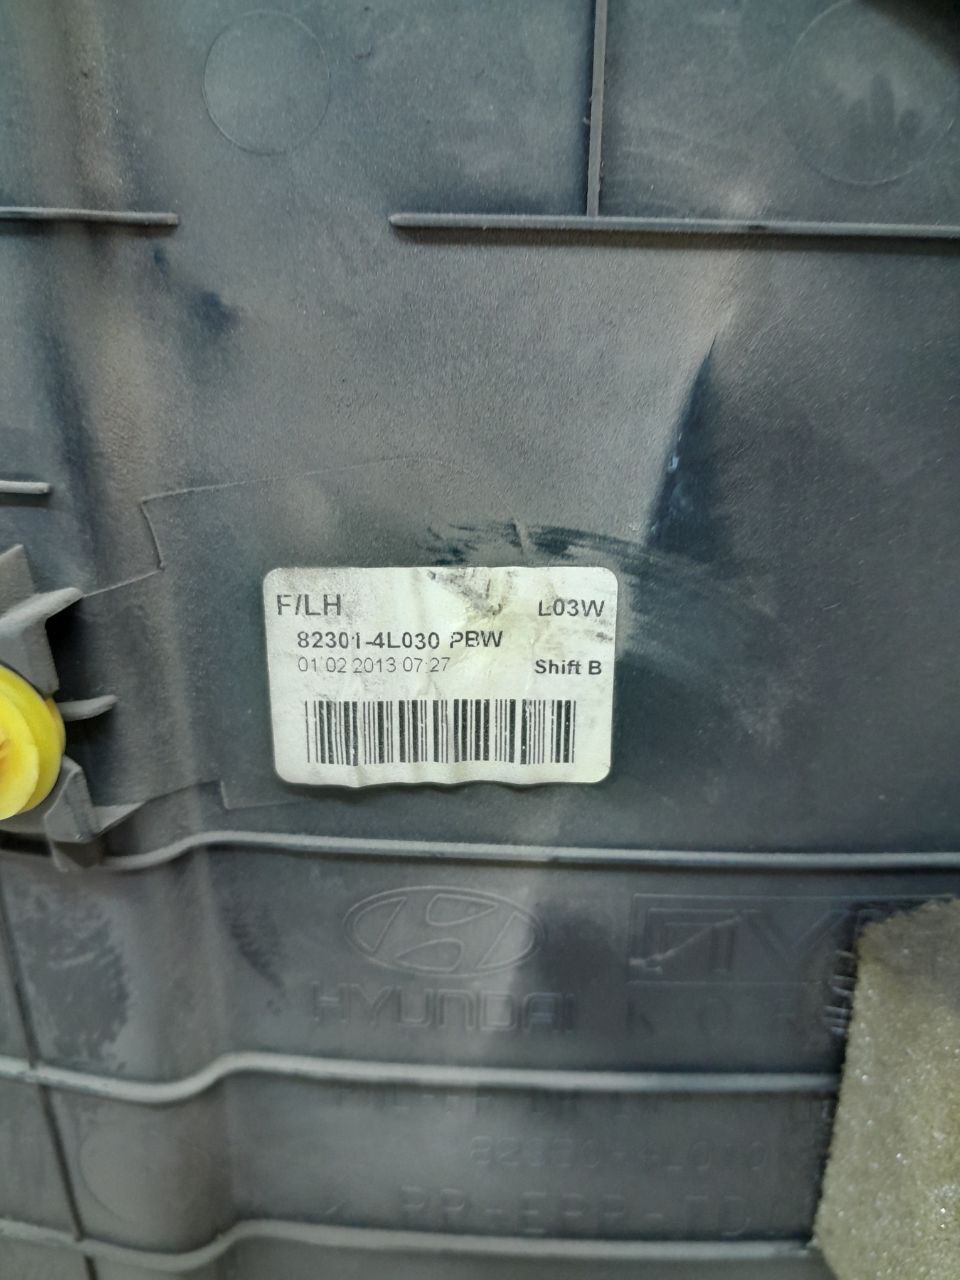 F/LH
L03W
82301-4L030 PBW
01 02 2013 07:27
Shift B
HYUNDAI